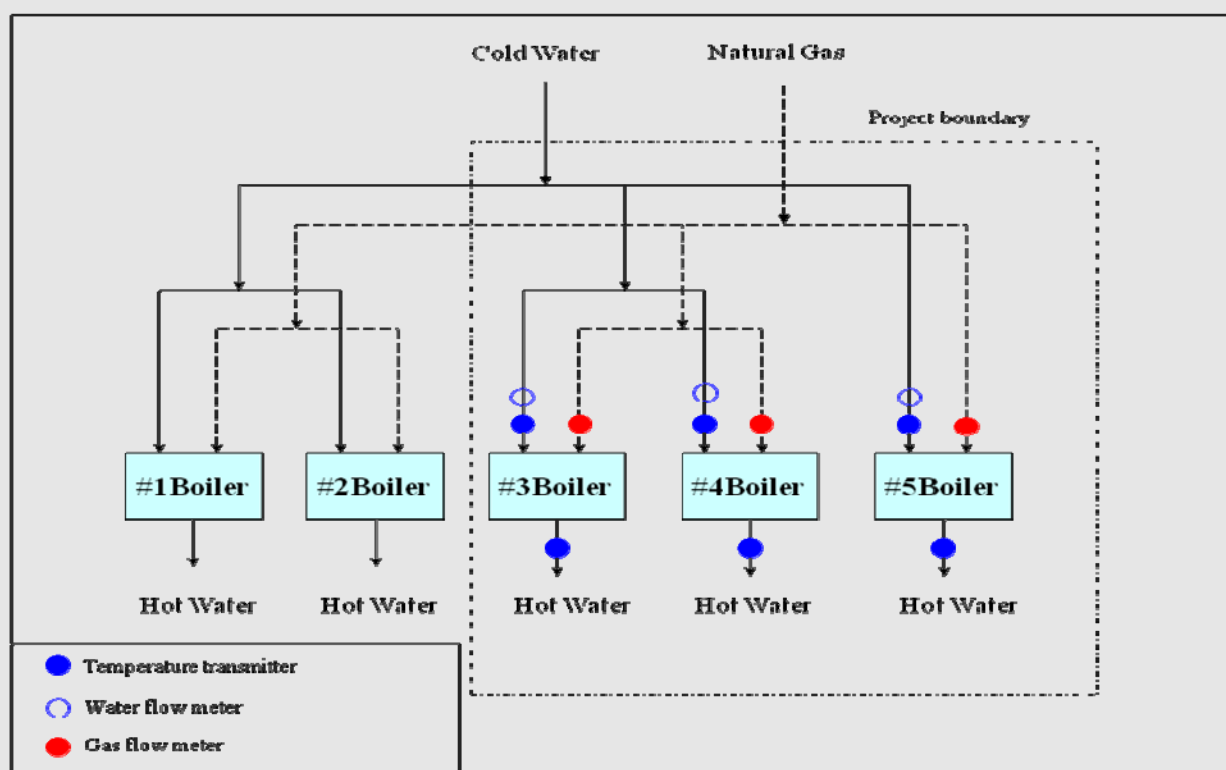 Cold Water
Natural Gas
Project boundary
#1Boiler
#2Boiler
#3Boiler
#4Boiler
#5Boiler
Hot Water
Hot Water
Hot Water
Hot Water
Hot Water
Temperature transmitter
Water flow meter
Gas flow meter